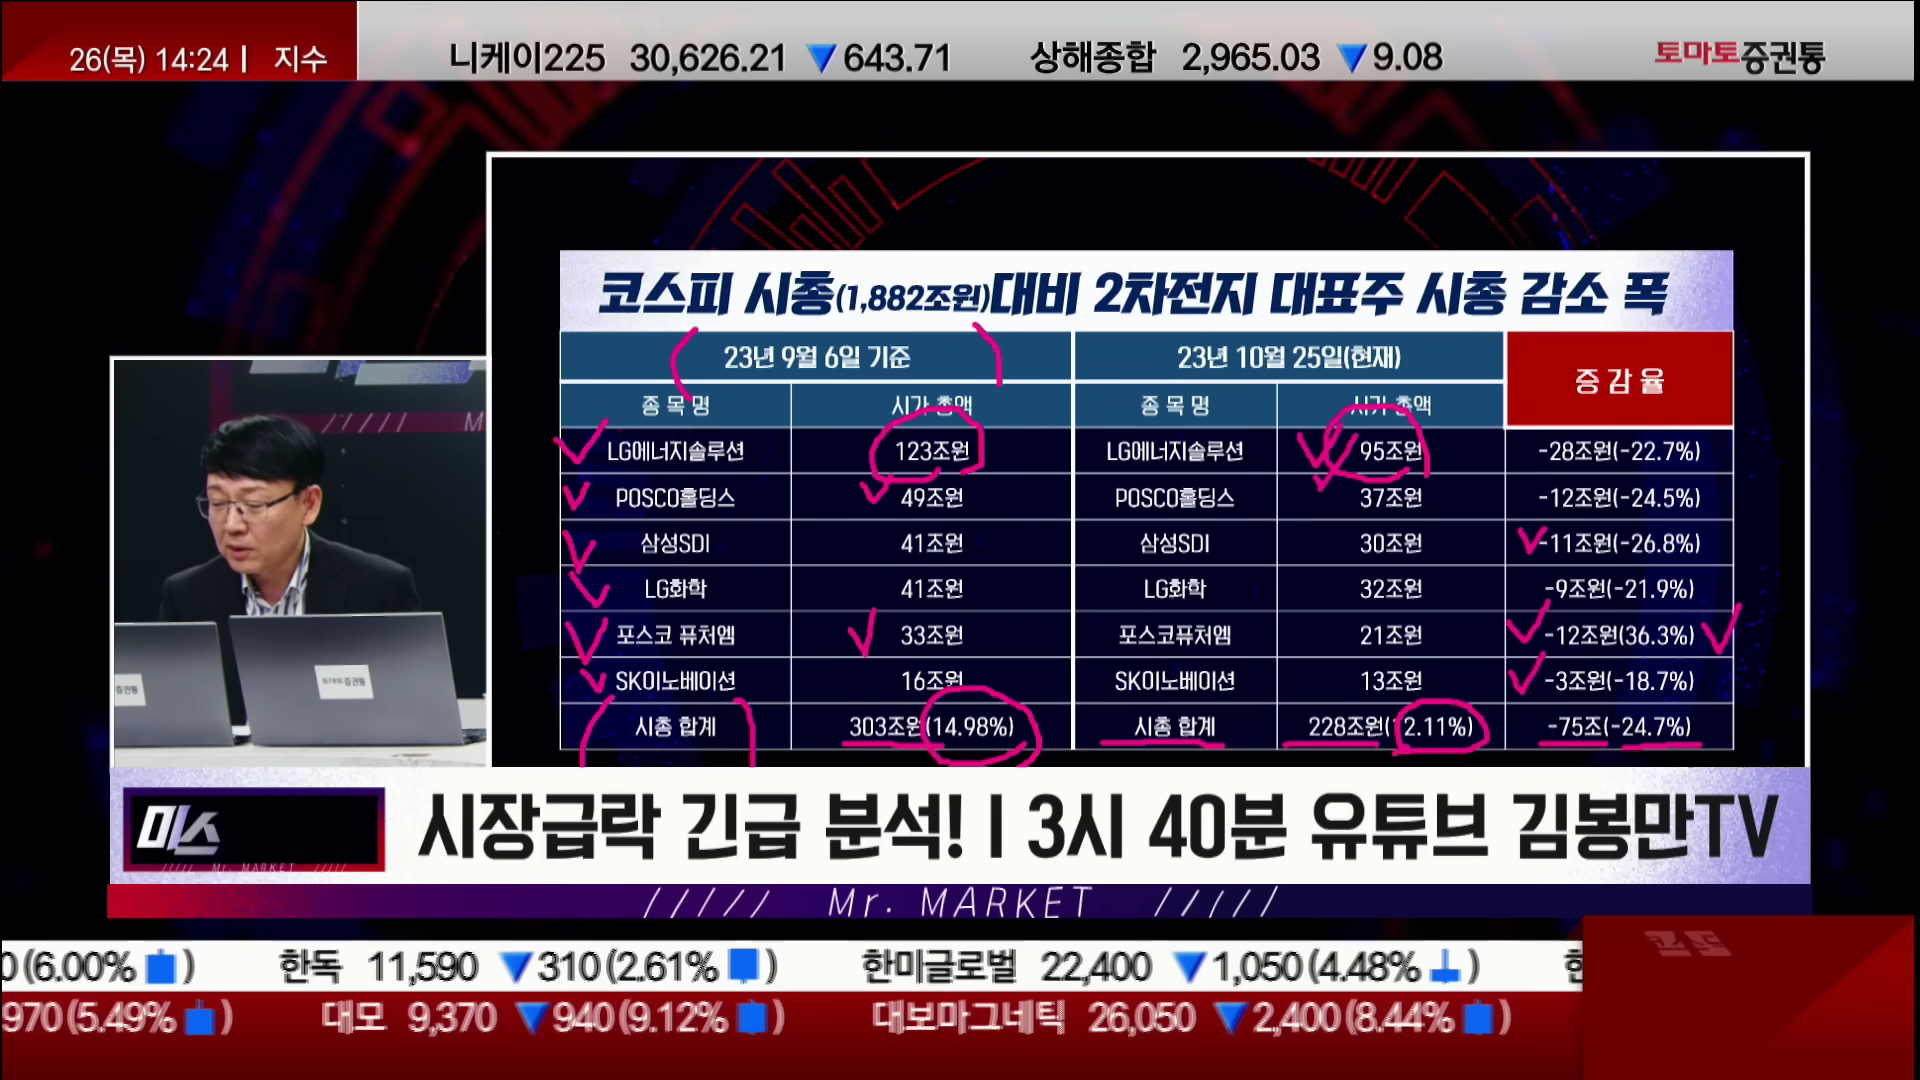 26(목) 14:24 | 지수 니케이225 30,626.21 ▼643.71 상해종합 2,965.03 ▼9.08 토마토증권통
코스피 시총(1,882조원)대비 2차전지 대표주 시총 감소 폭
23년 9월 6일 기준 23년 10월 25일(현재) 증감율
종목명 시가 총액 종목명 시가 총액
LG에너지솔루션 123조원 LG에너지솔루션 95조원 -28조원(-22.7%)
POSCO홀딩스 49조원 POSCO홀딩스 37조원 -12조원(-24.5%)
삼성SDI 41조원 삼성SDI 30조원 -11조원(-26.8%)
LG화학 41조원 LG화학 32조원 -9조원(-21.9%)
포스코 퓨처엠 33조원 포스코퓨처엠 21조원 -12조원(36.3%)
SK이노베이션 16조원 SK이노베이션 13조원 -3조원(-18.7%)
시총 합계 303조원(14.98%) 시총 합계 228조원(12.11%) -75조(-24.7%)
증권통
토마토증권통
미스
Mr. MARKET
시장급락 긴급 분석! | 3시 40분 유튜브 김봉만TV
///// Mr. MARKET /////
0(6.00% ) 한독 11,590 ▼310(2.61% ) 한미글로벌 22,400 ▼1,050(4.48% )
970(5.49% ) 대모 9,370 ▼940(9.12% ) 대보마그네틱 26,050 ▼2,400(8.44% )